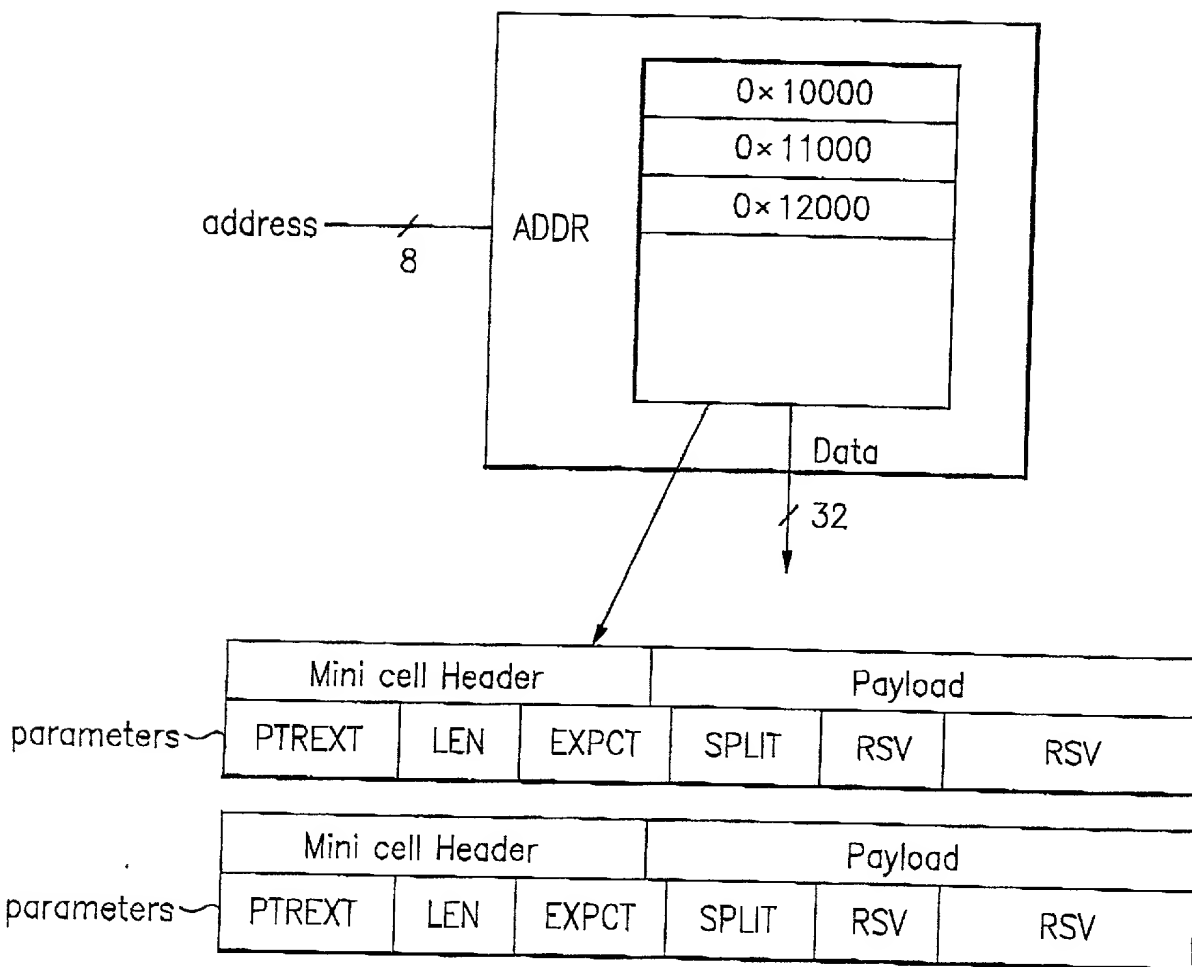 0×10000
0×11000
0×12000
address
8
ADDR
Data
32
Mini cell Header Payload
parameters PTREXT LEN EXPCT SPLIT RSV RSV
Mini cell Header Payload
parameters PTREXT LEN EXPCT SPLIT RSV RSV